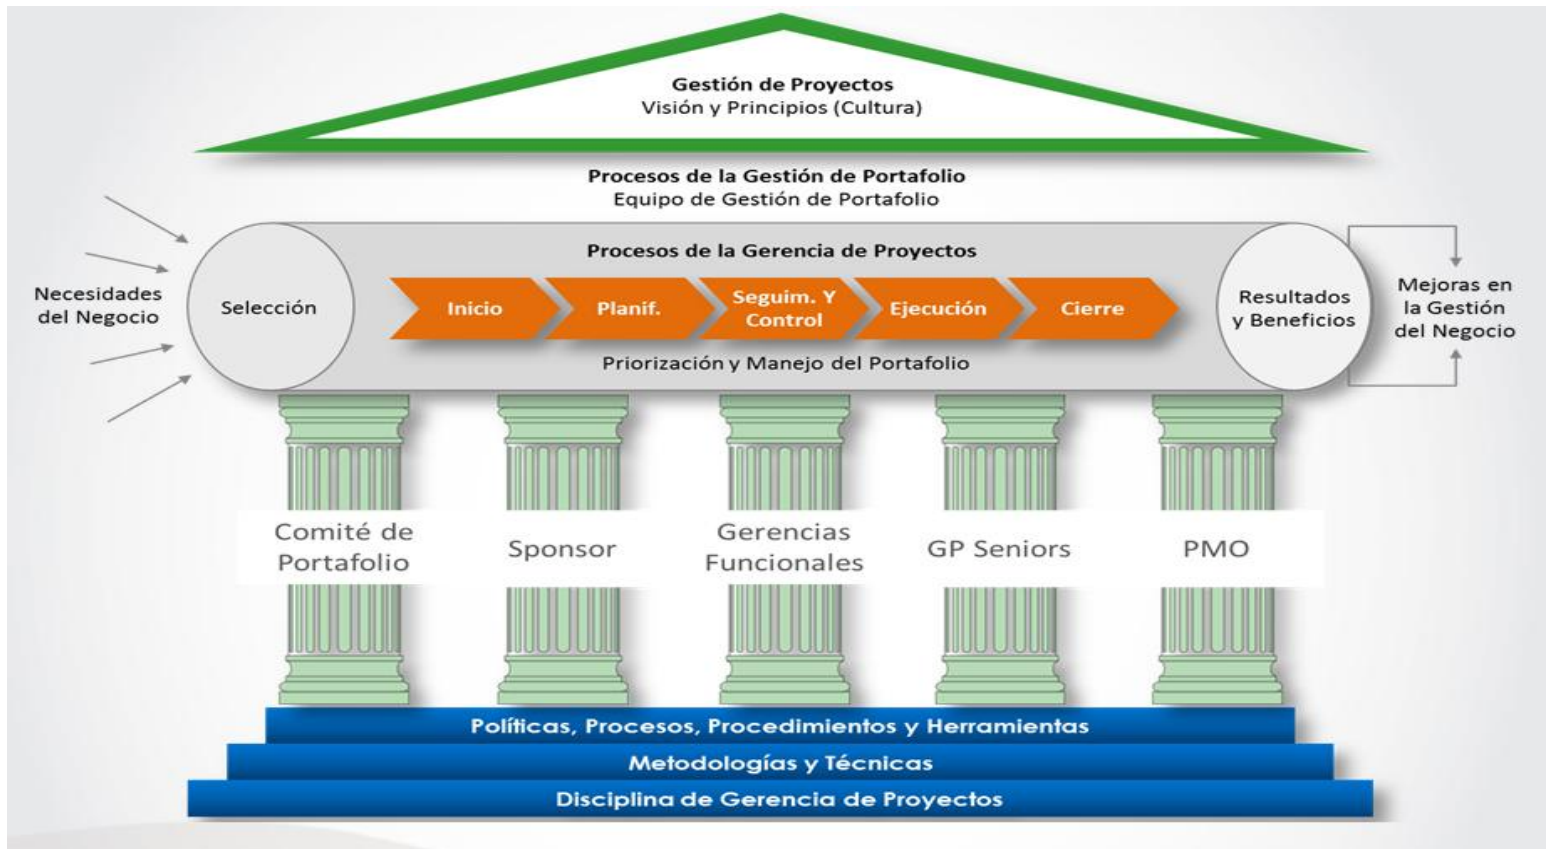 Gestión de Proyectos
Visión y Principios (Cultura)
Procesos de la Gestión de Portafolio
Equipo de Gestión de Portafolio
Necesidades
del Negocio
Selección
Procesos de la Gerencia de Proyectos
Inicio
Planif.
Seguim. Y
Control
Ejecución
Cierre
Priorización y Manejo del Portafolio
Resultados
y Beneficios
Mejoras en
la Gestión
del Negocio
Comité de
Portafolio
Sponsor
Gerencias
Funcionales
GP Seniors
PMO
Políticas, Procesos, Procedimientos y Herramientas
Metodologías y Técnicas
Disciplina de Gerencia de Proyectos